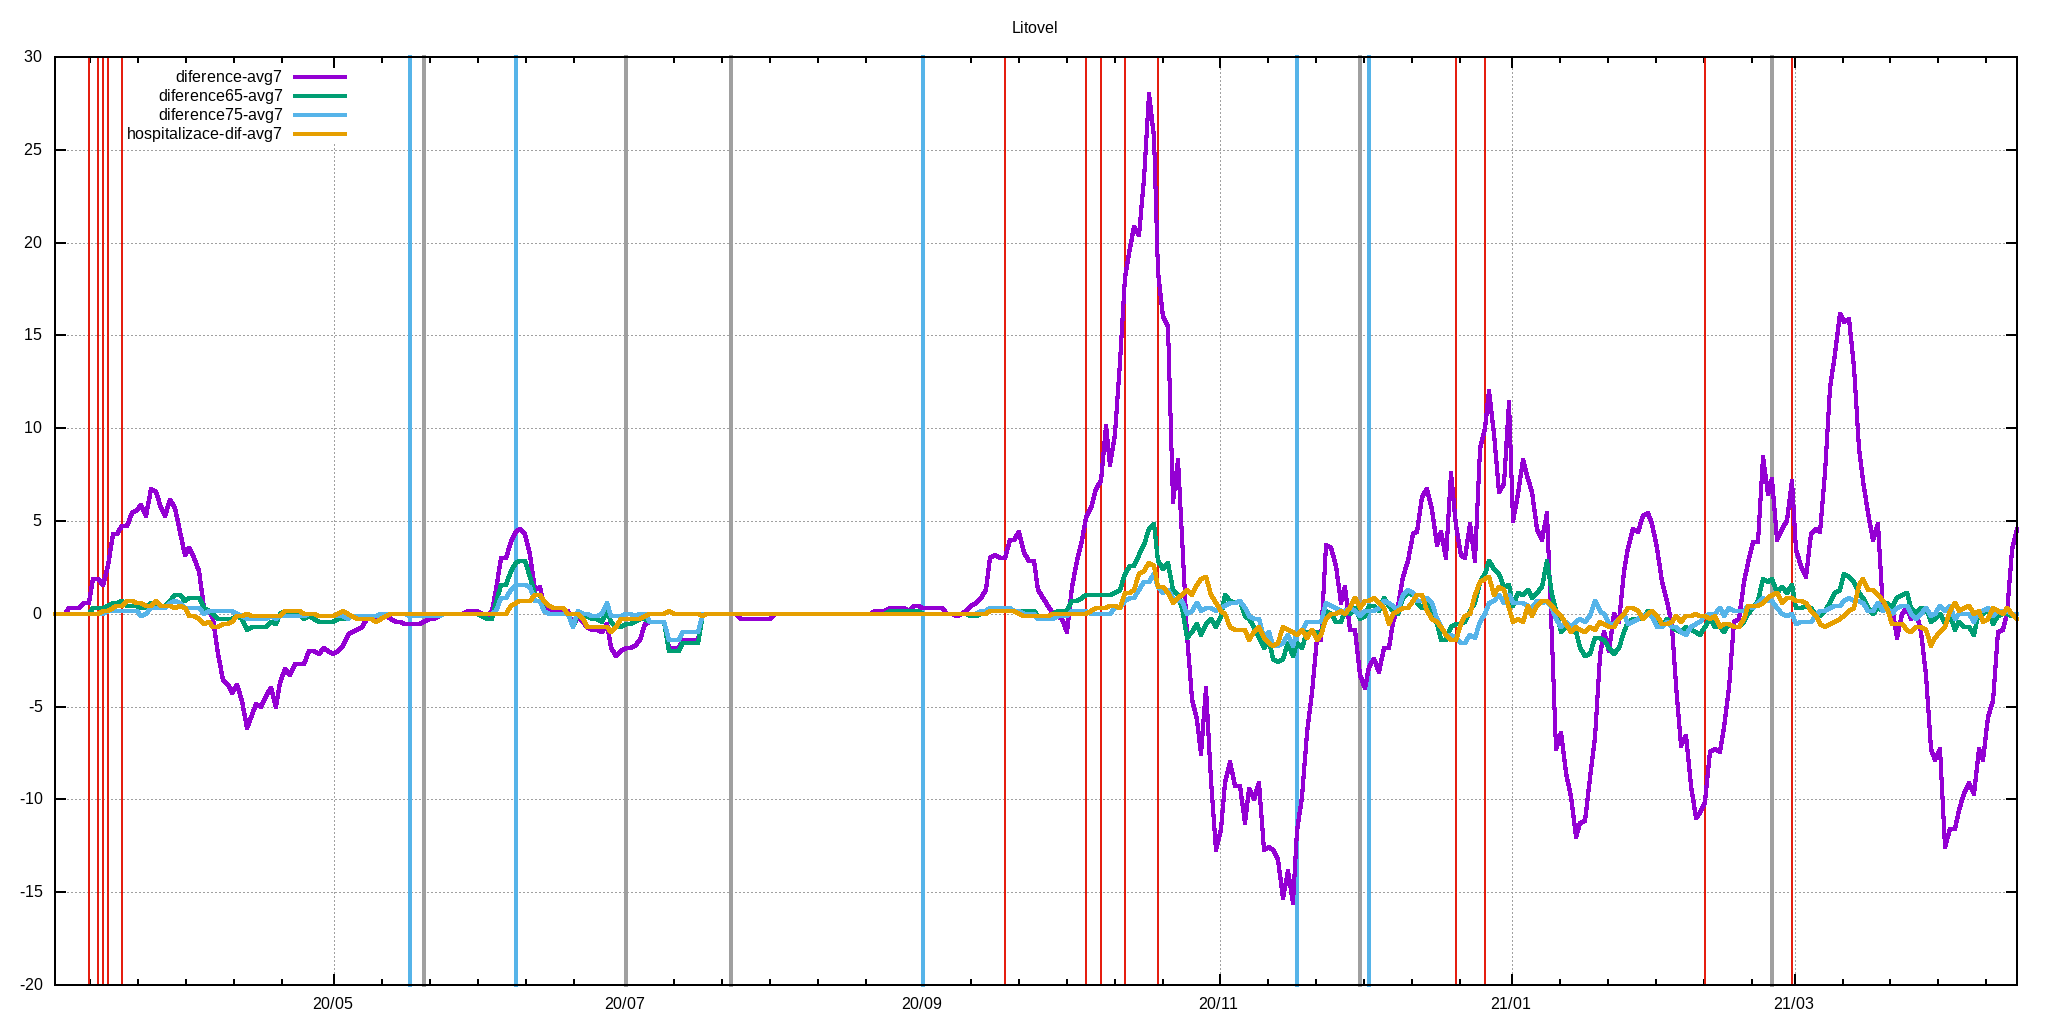 Litovel
30
diference-avg7
diference65-avg7
diference75-avg7
hospitalizace-dif-avg7
25
20
15
10
5
0
-5
-10
-15
-20
20/05 20/07 20/09 20/11 21/01 21/03